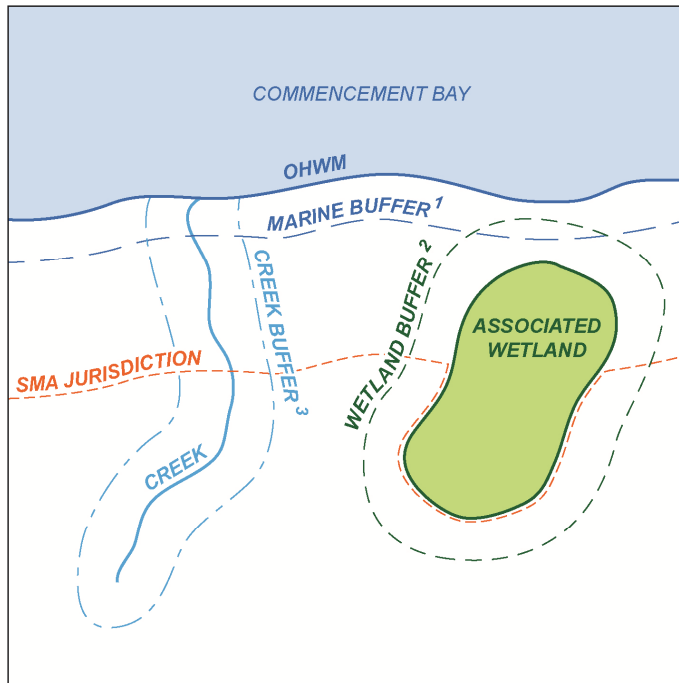 COMMENCEMENT BAY
OHWM
MARINE BUFFER 1
CREEK BUFFER 3
WETLAND BUFFER 2
ASSOCIATED
WETLAND
SMA JURISDICTION
CREEK